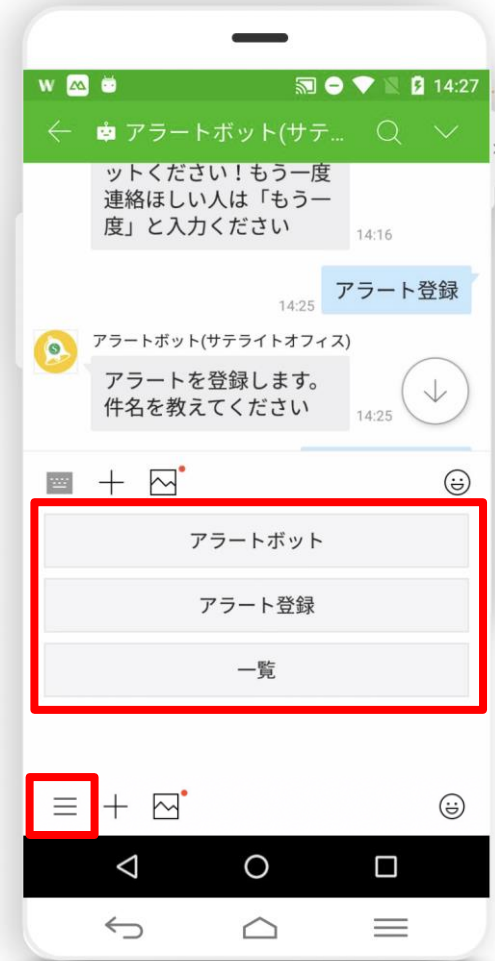 W
14:27
アラートボット(サテ...
ットください！もう一度
連絡ほしい人は「もう一
度」と入力ください
14:16
アラート登録
14:25
アラートボット(サテライトオフィス)
アラートを登録します。
件名を教えてください
14:25
アラートボット
アラート登録
一覧